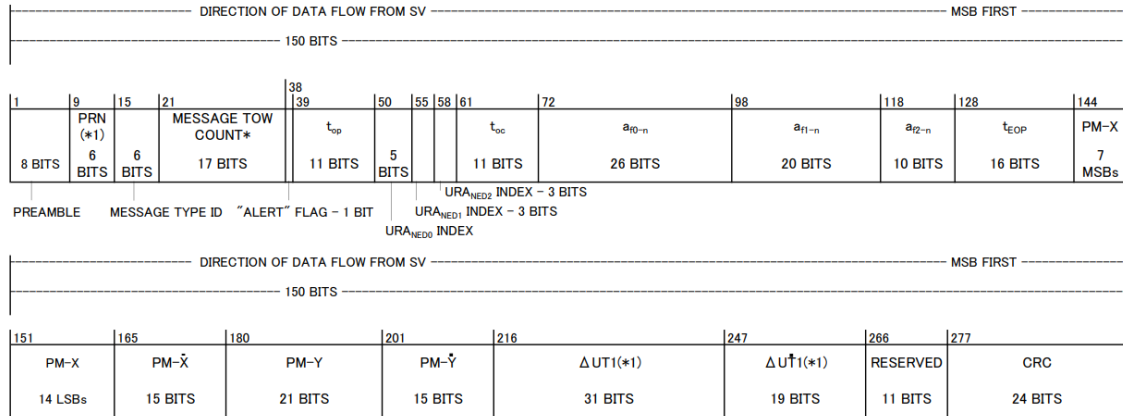 DIRECTION OF DATA FLOW FROM SV MSB FIRST
150 BITS
38
1 9 15 21 39 50 55 58 61 72 98 118 128 144
PRN MESSAGE TOW t_op t_oc a_f0-n a_f1-n a_f2-n t_EOP PM-X
(*1) COUNT*
8 BITS 6 BITS 6 BITS 17 BITS 11 BITS 5 BITS 11 BITS 26 BITS 20 BITS 10 BITS 16 BITS 7 MSBs
URA_NED2 INDEX - 3 BITS
PREAMBLE MESSAGE TYPE ID "ALERT" FLAG - 1 BIT URA_NED1 INDEX - 3 BITS
URA_NED0 INDEX
DIRECTION OF DATA FLOW FROM SV MSB FIRST
150 BITS
151 165 180 201 216 247 266 277
PM-X PM-Ẋ PM-Y PM-Ẏ ΔUT1(*1) ΔU̇T1(*1) RESERVED CRC
14 LSBs 15 BITS 21 BITS 15 BITS 31 BITS 19 BITS 11 BITS 24 BITS